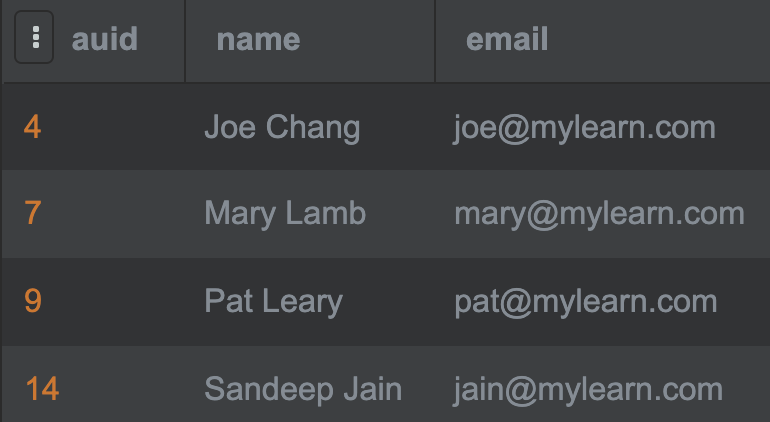 auid name email
4 Joe Chang joe@mylearn.com
7 Mary Lamb mary@mylearn.com
9 Pat Leary pat@mylearn.com
14 Sandeep Jain jain@mylearn.com